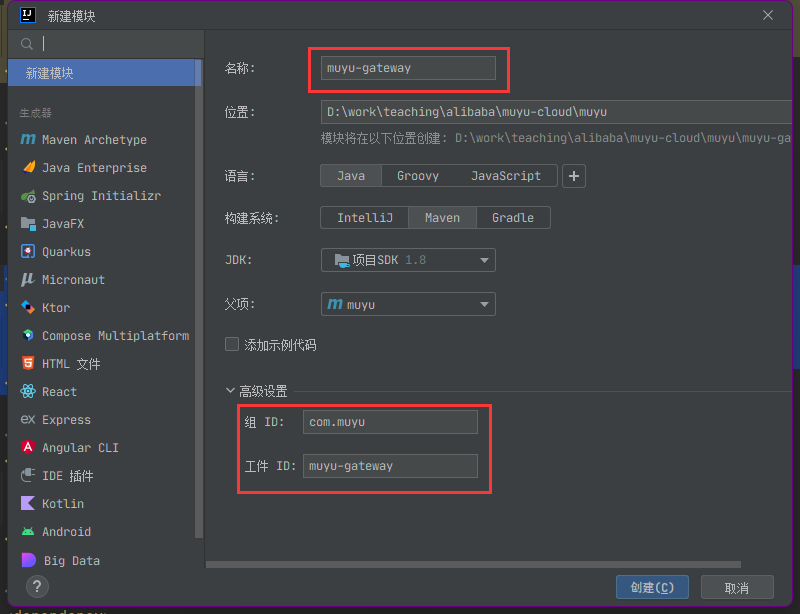 新建模块
新建模块
生成器
Maven Archetype
Java Enterprise
Spring Initializr
JavaFX
Quarkus
Micronaut
Ktor
Compose Multiplatform
HTML 文件
React
Express
Angular CLI
IDE 插件
Kotlin
Android
Big Data
名称: muyu-gateway
位置: D:\work\teaching\alibaba\muyu-cloud\muyu
模块将在以下位置创建: D:\work\teaching\alibaba\muyu-cloud\muyu\muyu-ga
语言: Java Groovy JavaScript +
构建系统: IntelliJ Maven Gradle
JDK: 项目SDK 1.8
父项: muyu
添加示例代码
高级设置
组 ID: com.muyu
工件 ID: muyu-gateway
? 创建(C) 取消